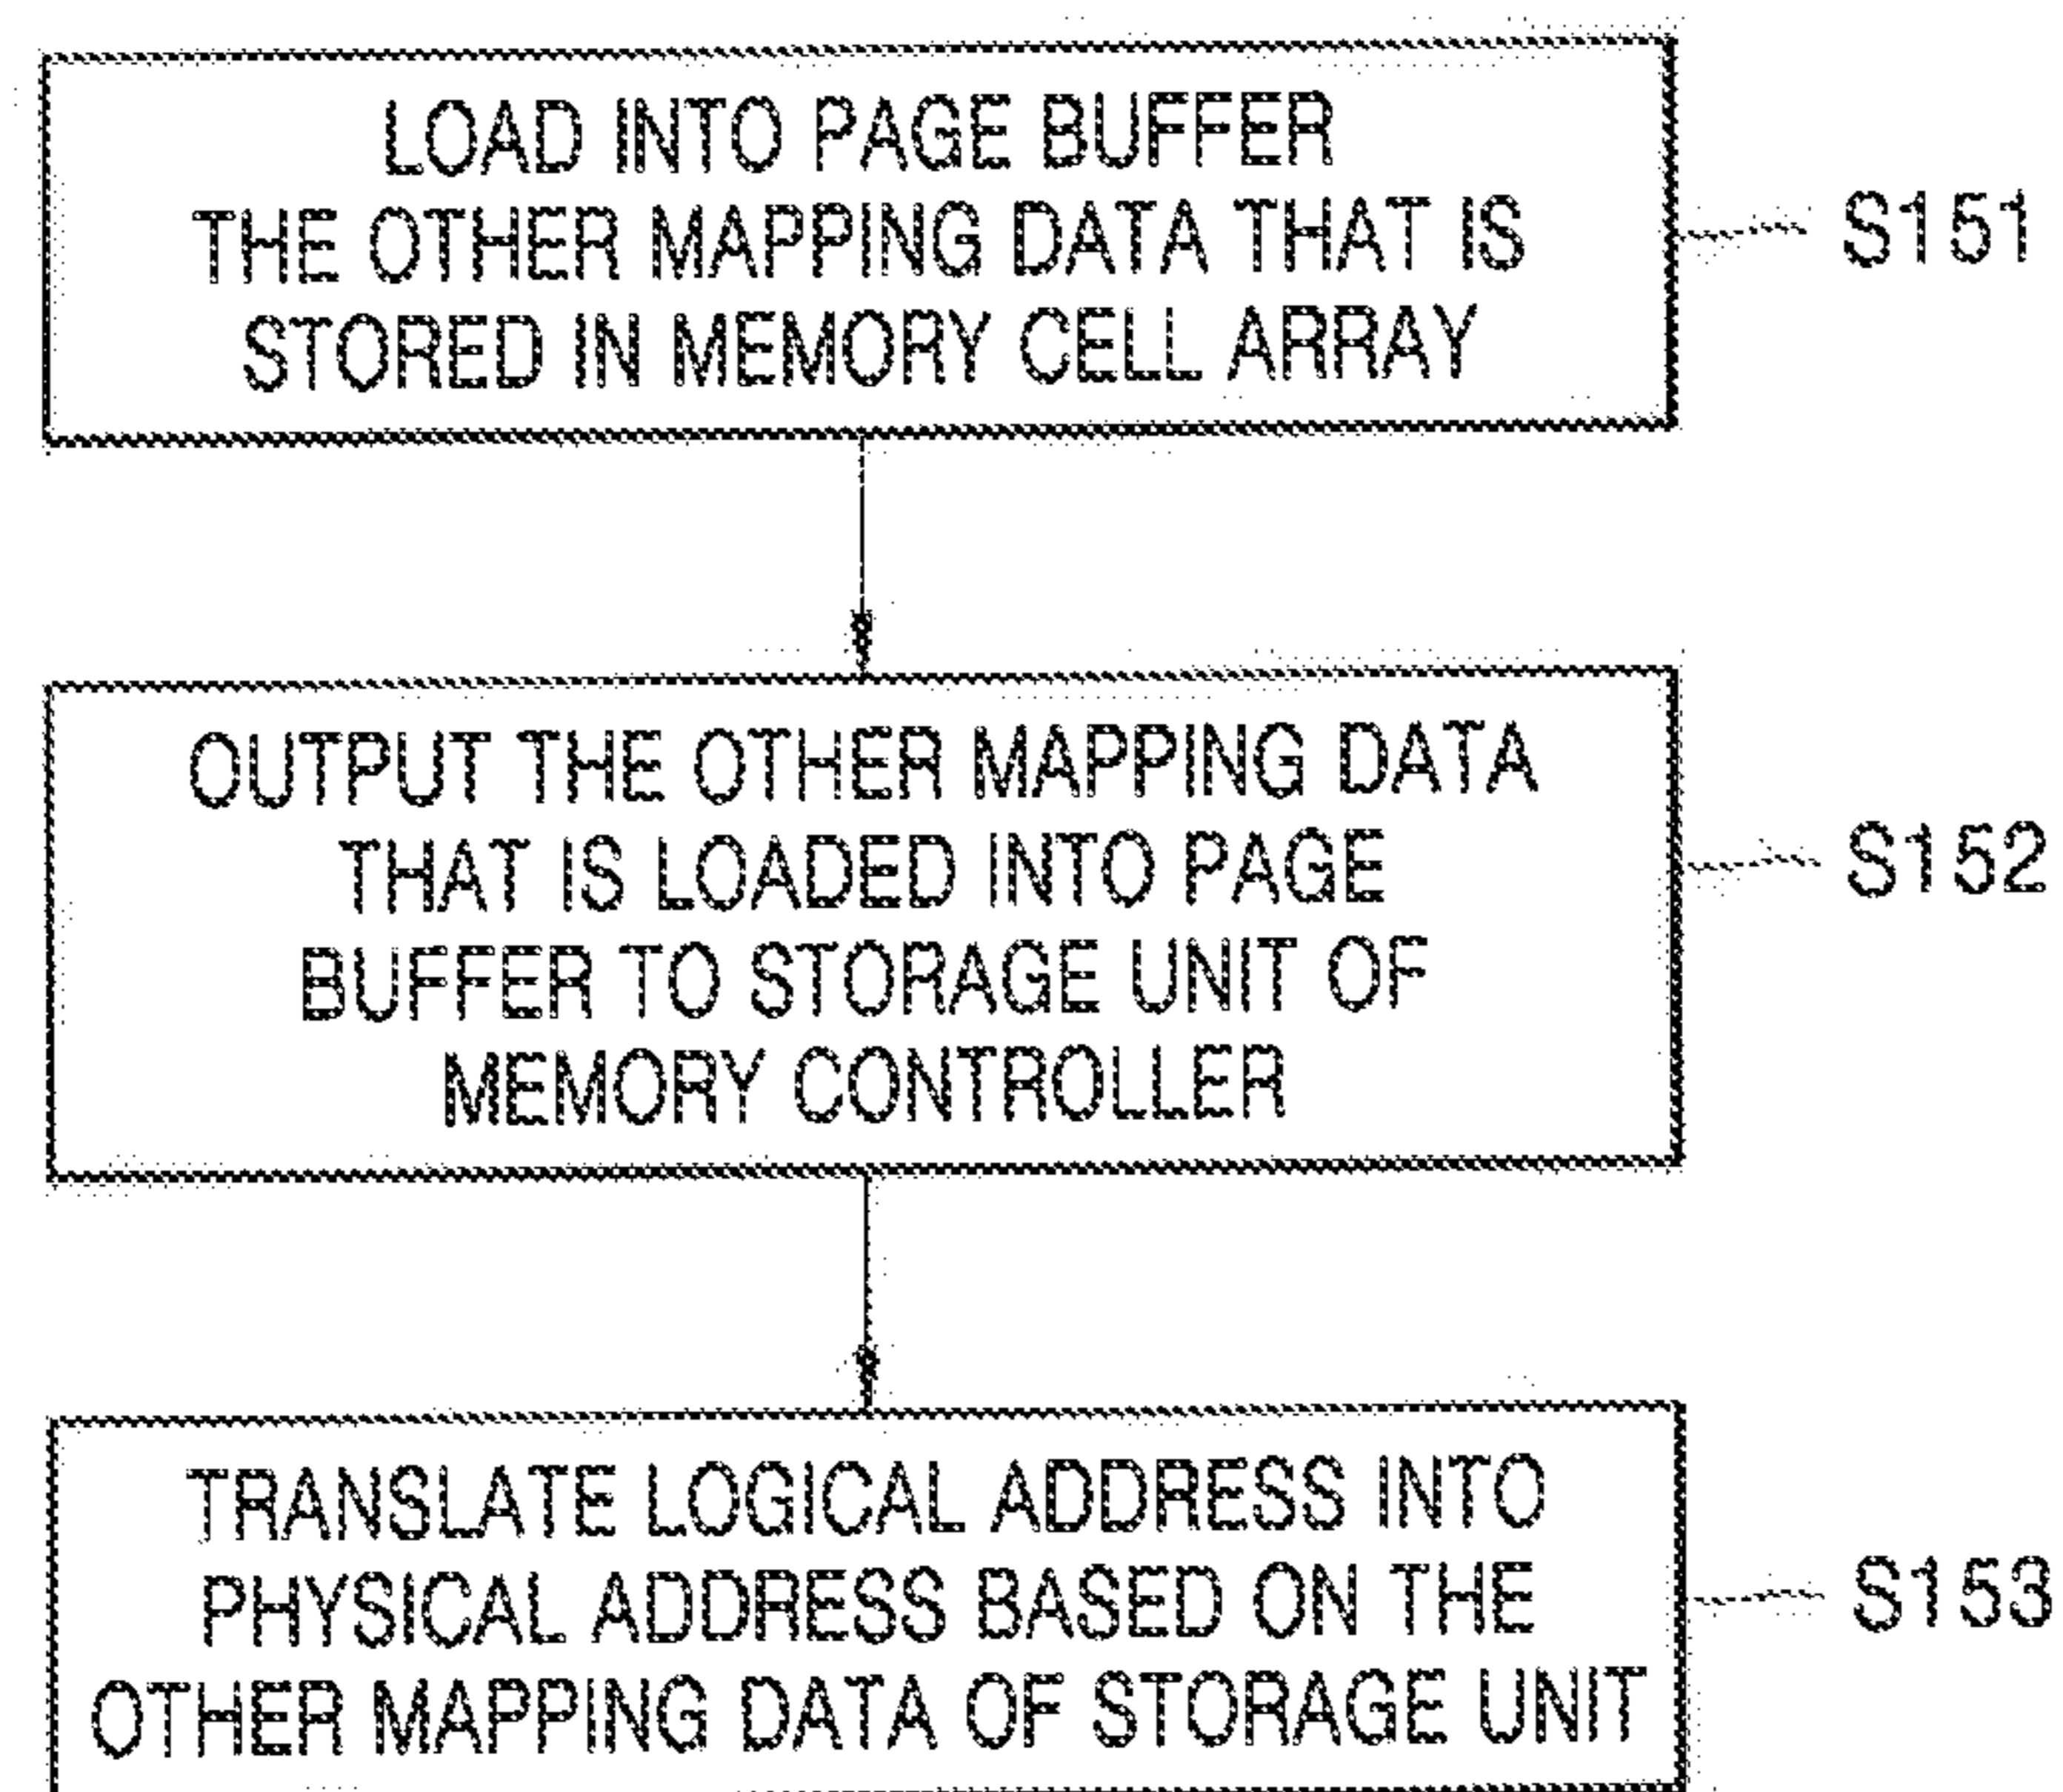 LOAD INTO PAGE BUFFER
THE OTHER MAPPING DATA THAT IS
STORED IN MEMORY CELL ARRAY
S151
OUTPUT THE OTHER MAPPING DATA
THAT IS LOADED INTO PAGE
BUFFER TO STORAGE UNIT OF
MEMORY CONTROLLER
S152
TRANSLATE LOGICAL ADDRESS INTO
PHYSICAL ADDRESS BASED ON THE
OTHER MAPPING DATA OF STORAGE UNIT
S153